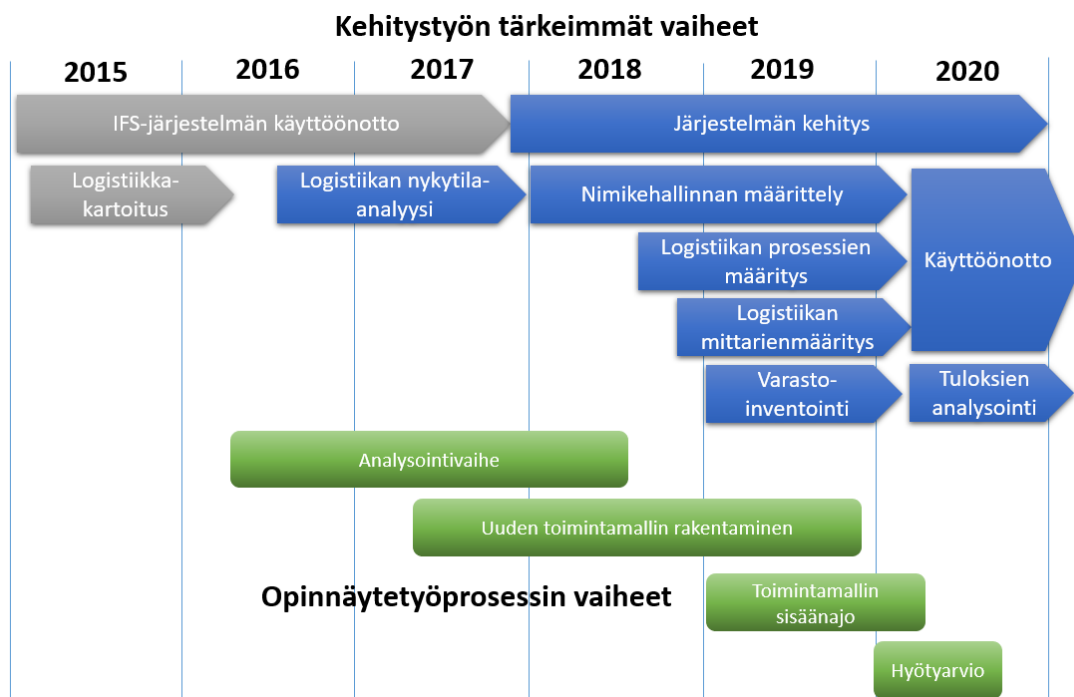 Kehitystyön tärkeimmät vaiheet
2015 2016 2017 2018 2019 2020
IFS-järjestelmän käyttöönotto
Järjestelmän kehitys
Logistiikka-
kartoitus
Logistiikan nykytila-
analyysi
Nimikehallinnan määrittely
Logistiikan prosessien
määritys
Käyttöönotto
Logistiikan
mittarienmääritys
Varasto-
inventointi
Tuloksien
analysointi
Analysointivaihe
Uuden toimintamallin rakentaminen
Opinnäytetyöprosessin vaiheet
Toimintamallin
sisäänajo
Hyötyarvio